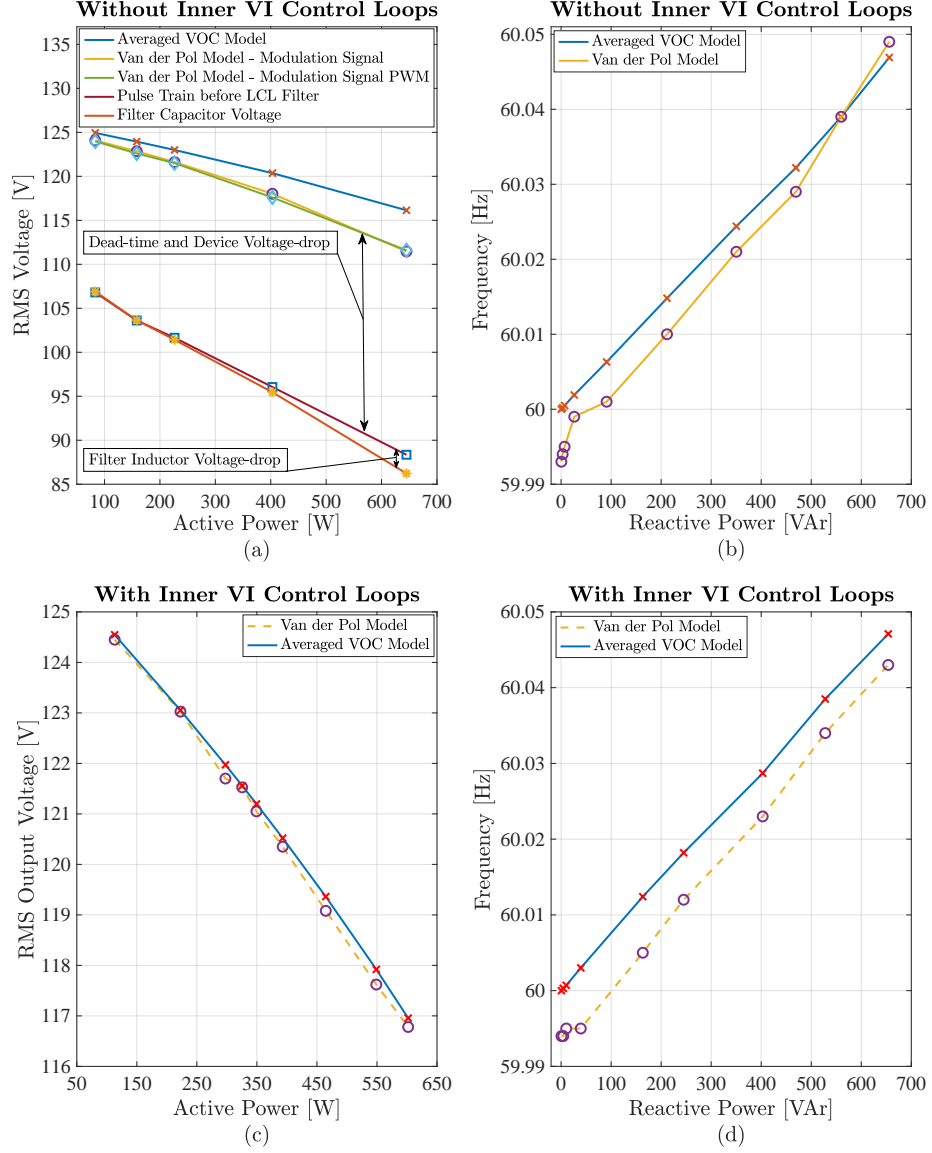 Without Inner VI Control Loops
135
130
125
120
115
110
105
100
95
90
85
RMS Voltage [V]
Averaged VOC Model
Van der Pol Model - Modulation Signal
Van der Pol Model - Modulation Signal PWM
Pulse Train before LCL Filter
Filter Capacitor Voltage
Dead-time and Device Voltage-drop
Filter Inductor Voltage-drop
100 200 300 400 500 600 700
Active Power [W]
(a)
Without Inner VI Control Loops
60.05
60.04
60.03
60.02
60.01
60
59.99
Frequency [Hz]
Averaged VOC Model
Van der Pol Model
0 100 200 300 400 500 600 700
Reactive Power [VAr]
(b)
With Inner VI Control Loops
125
124
123
122
121
120
119
118
117
116
RMS Output Voltage [V]
Van der Pol Model
Averaged VOC Model
50 150 250 350 450 550 650
Active Power [W]
(c)
With Inner VI Control Loops
60.05
60.04
60.03
60.02
60.01
60
59.99
Frequency [Hz]
Van der Pol Model
Averaged VOC Model
0 100 200 300 400 500 600 700
Reactive Power [VAr]
(d)